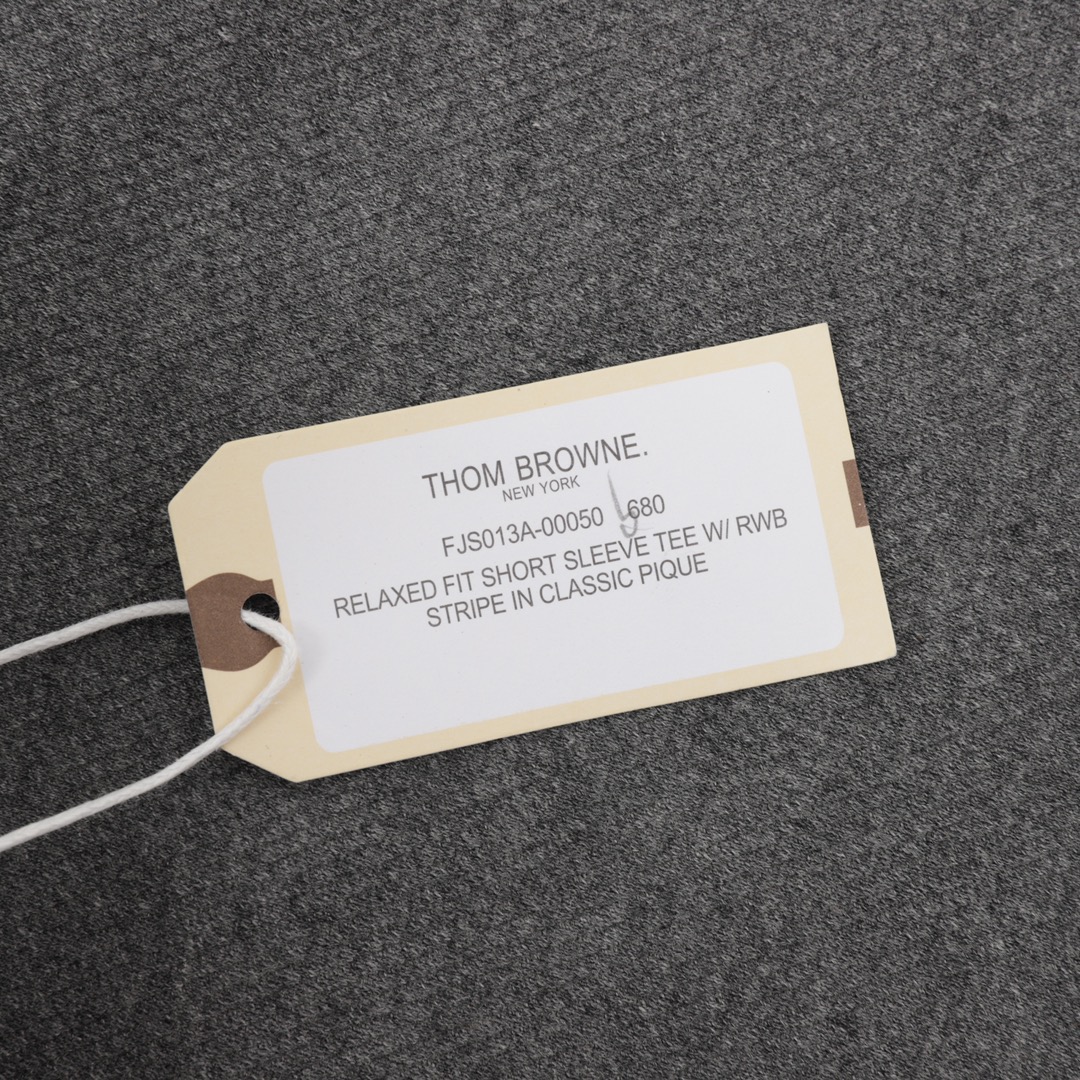 THOM BROWNE.
NEW YORK
FJS013A-00050 680
RELAXED FIT SHORT SLEEVE TEE W/ RWB
STRIPE IN CLASSIC PIQUE